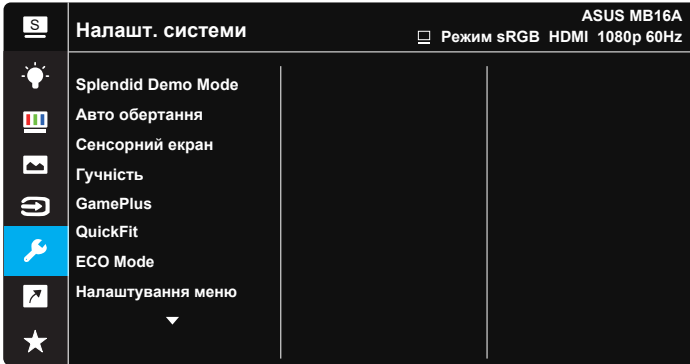 S
Налашт. системи
ASUS MB16A
Режим sRGB HDMI 1080p 60Hz
Splendid Demo Mode
Авто обертання
Сенсорний екран
Гучність
GamePlus
QuickFit
ECO Mode
Налаштування меню